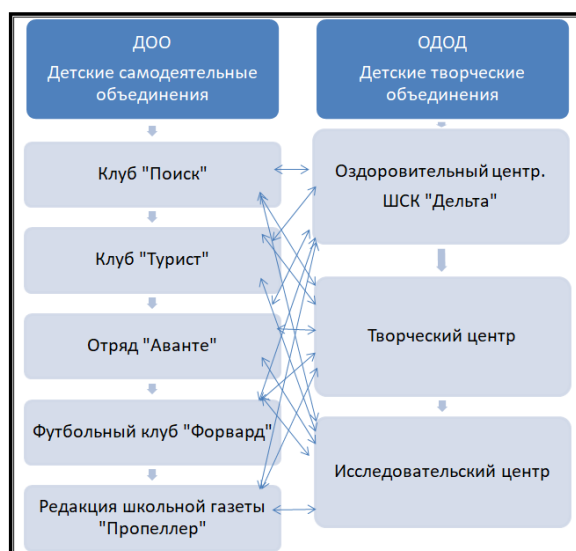 ДОО
Детские самодеятельные
объединения
Клуб "Поиск"
Клуб "Турист"
Отряд "Аванте"
Футбольный клуб "Форвард"
Редакция школьной газеты
"Пропеллер"
ОДОД
Детские творческие
объединения
Оздоровительный центр.
ШСК "Дельта"
Творческий центр
Исследовательский центр